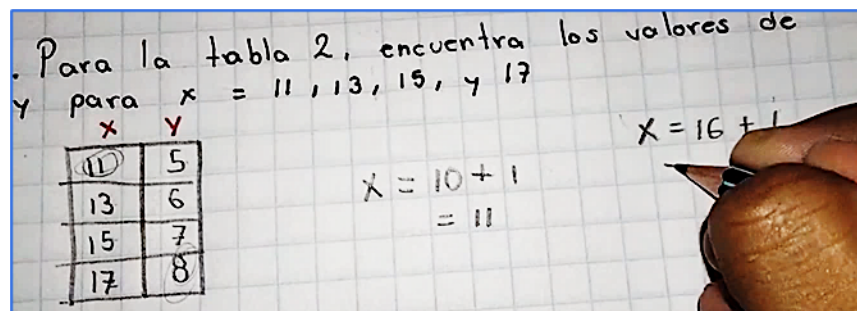 . Para la tabla 2, encuentra los valores de
y para x = 11, 13, 15, y 17
x y
11 5
13 6
15 7
17 8
x = 10 + 1
= 11
x = 16 + 1